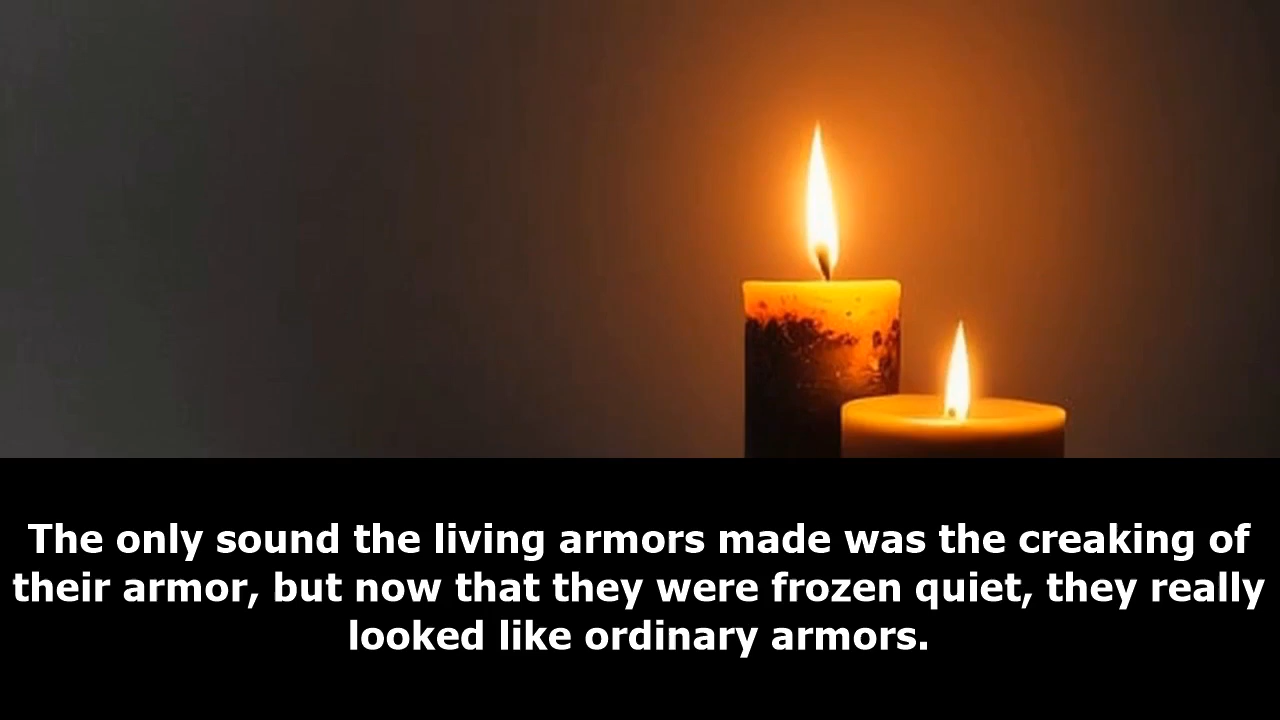 The only sound the living armors made was the creaking of
their armor, but now that they were frozen quiet, they really
looked like ordinary armors.